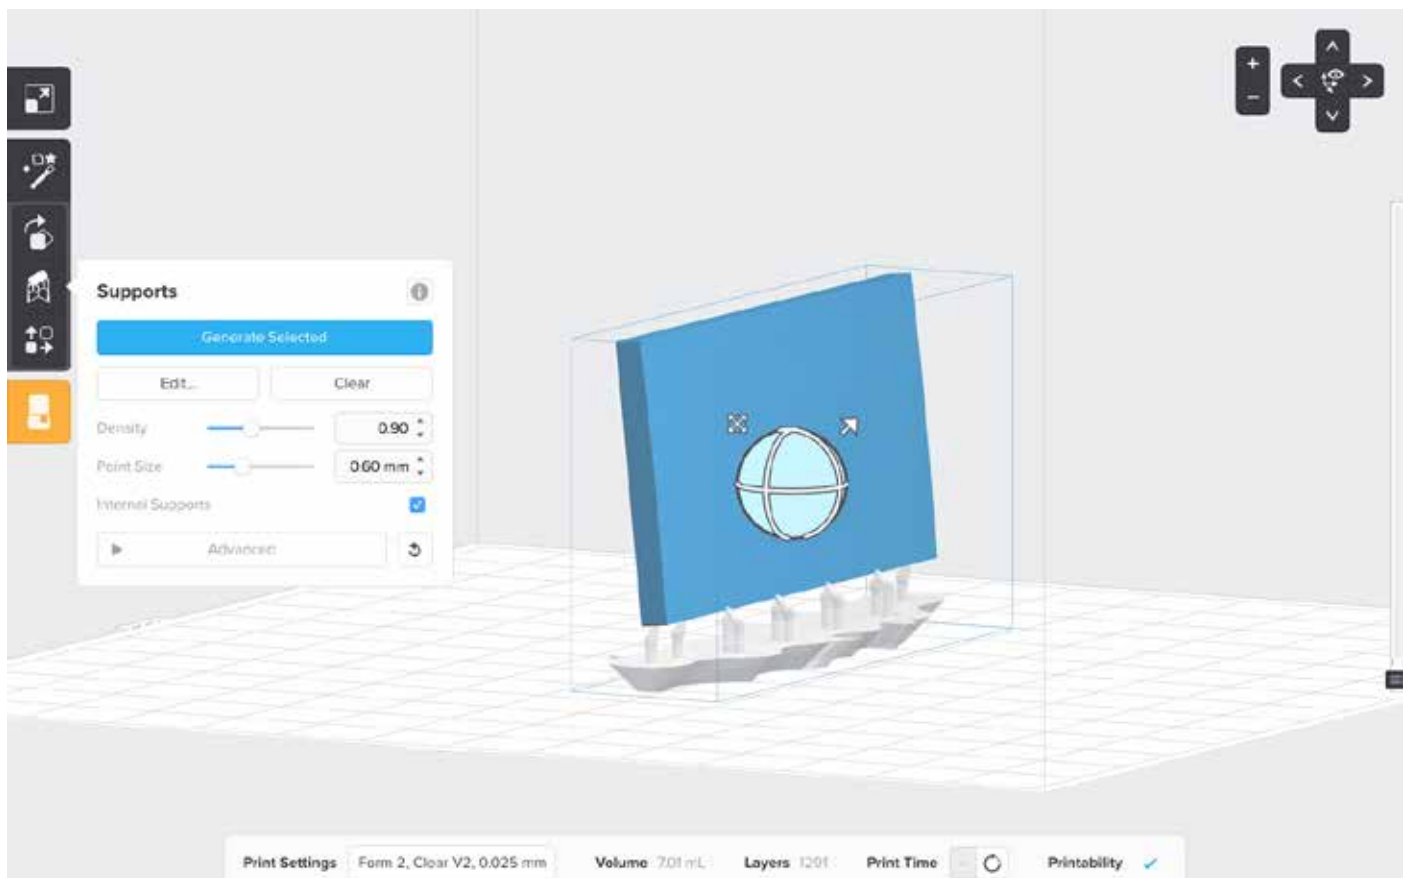 Supports
Generate Selected
Edit...
Clear
Density
0.90
Point Size
0.60 mm
Internal Supports
Advanced
Print Settings Form 2, Clear V2, 0.025 mm Volume 7.01 mL Layers 1291 Print Time Printability